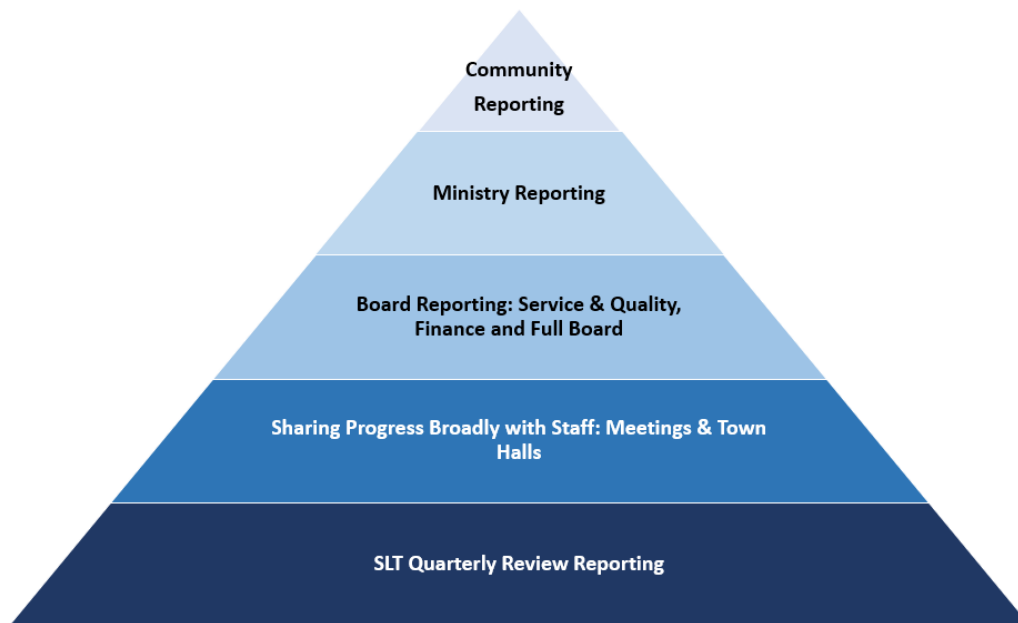 Community
Reporting
Ministry Reporting
Board Reporting: Service & Quality,
Finance and Full Board
Sharing Progress Broadly with Staff: Meetings & Town
Halls
SLT Quarterly Review Reporting